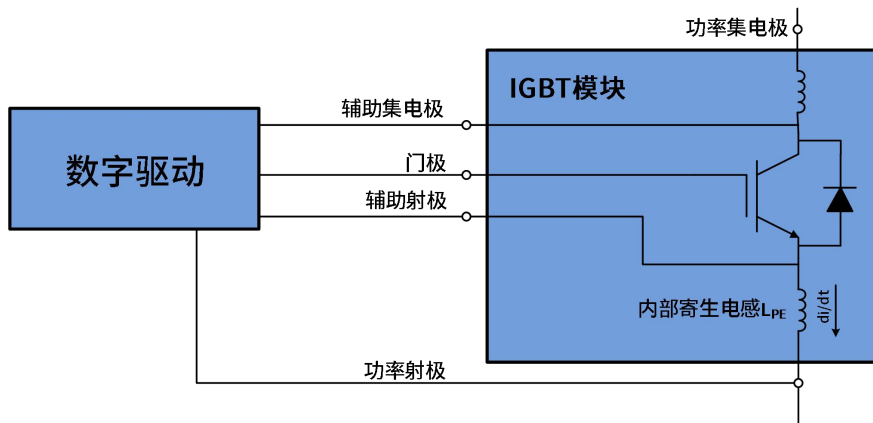 功率集电极
IGBT模块
辅助集电极
数字驱动
门极
辅助射极
内部寄生电感LPE
di/dt
功率射极